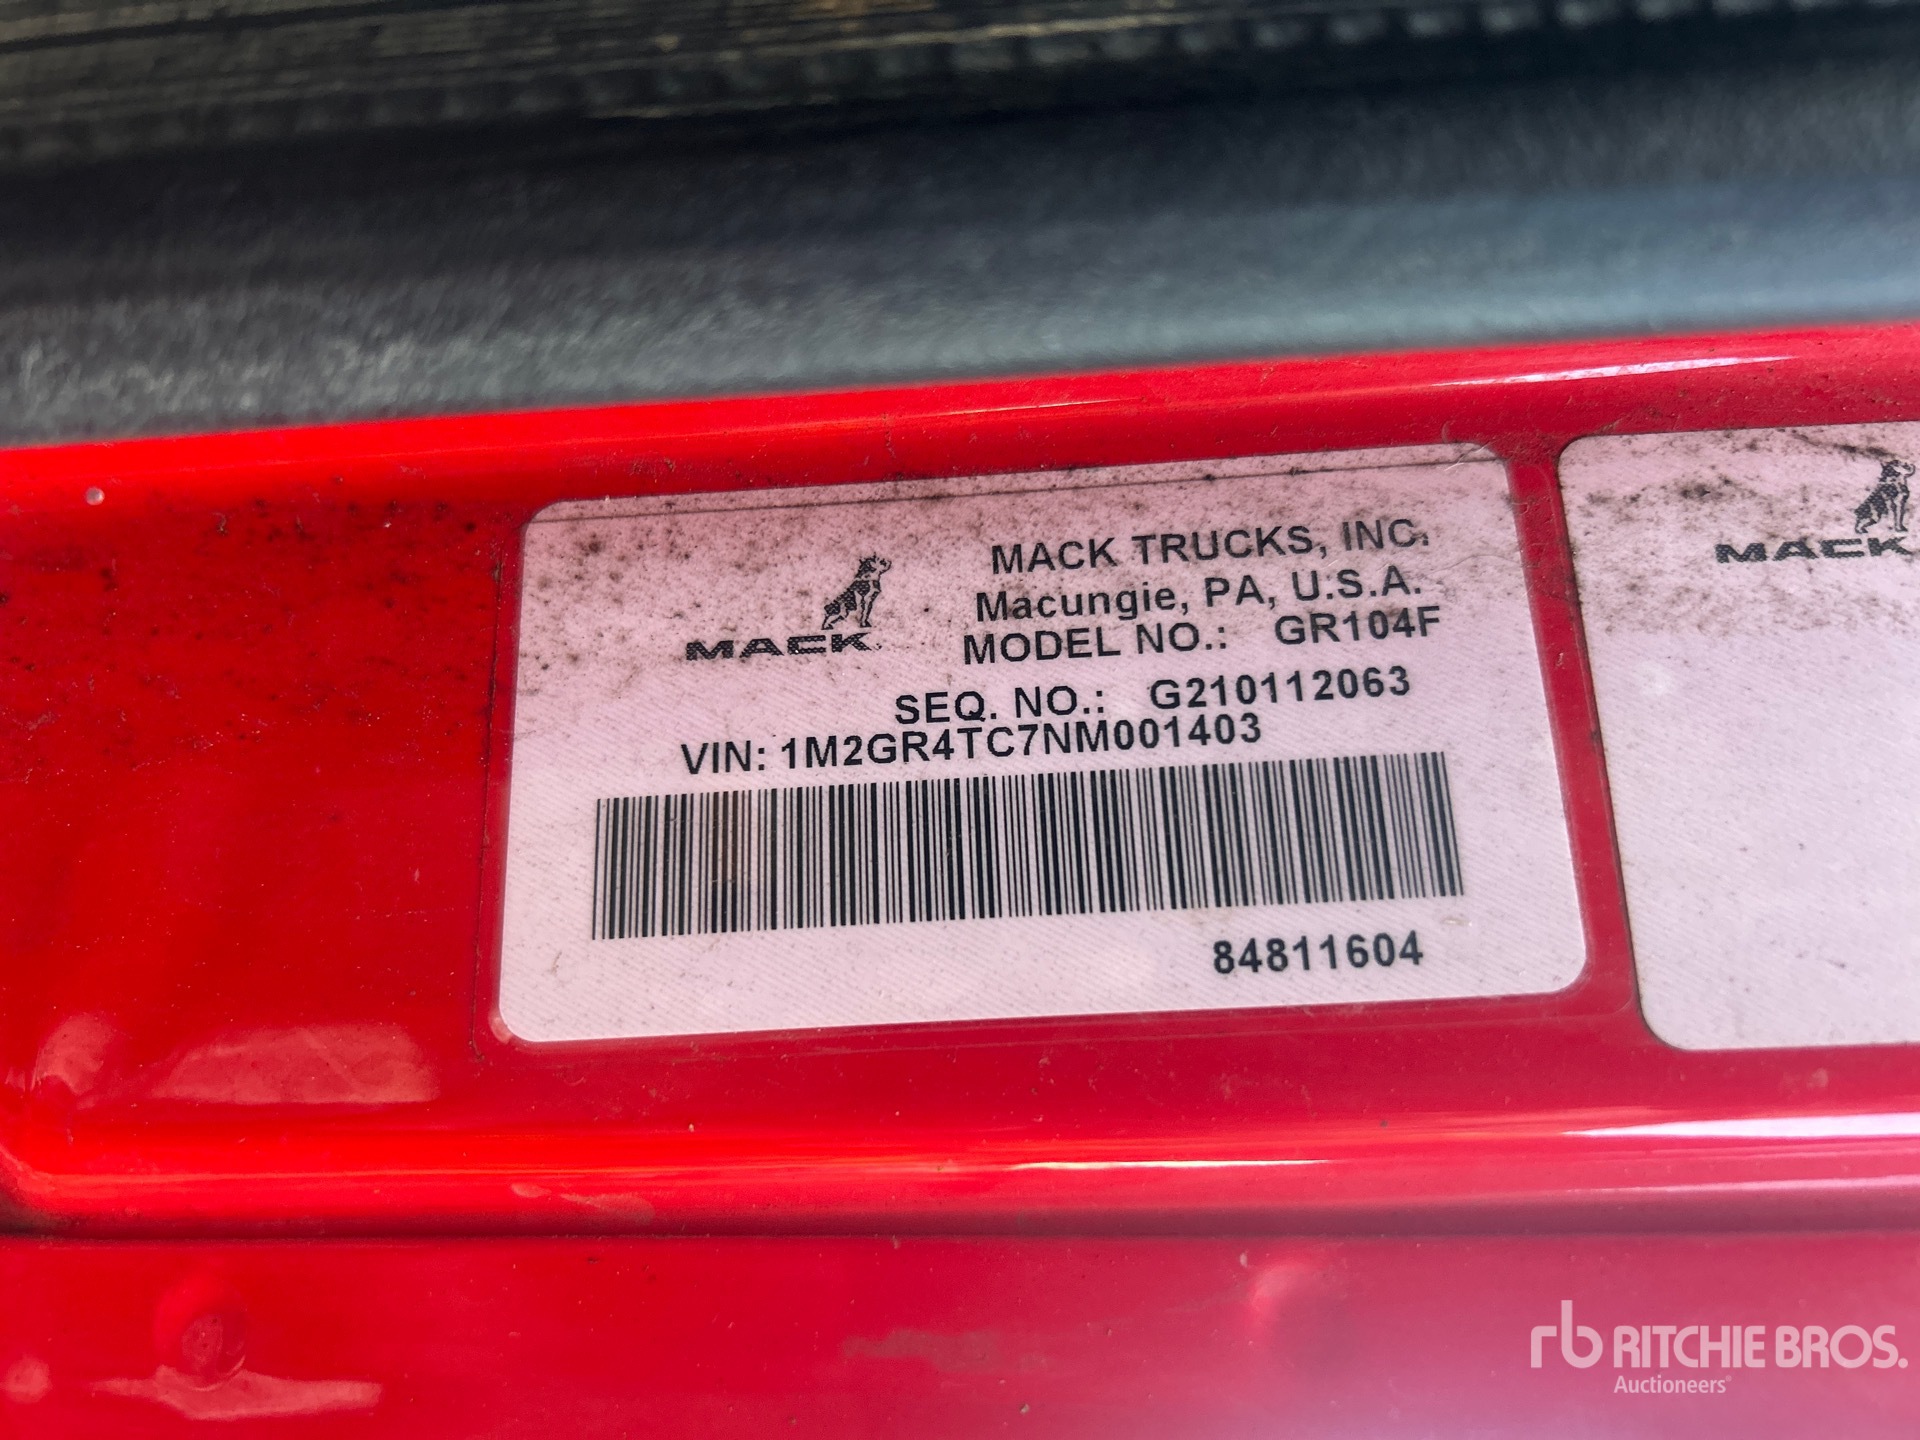 MACK
MACK TRUCKS, INC.
Macungie, PA, U.S.A.
MODEL NO.: GR104F
SEQ. NO.: G210112063
VIN: 1M2GR4TC7NM001403
84811604
MACK
rb RITCHIE BROS.
Auctioneers